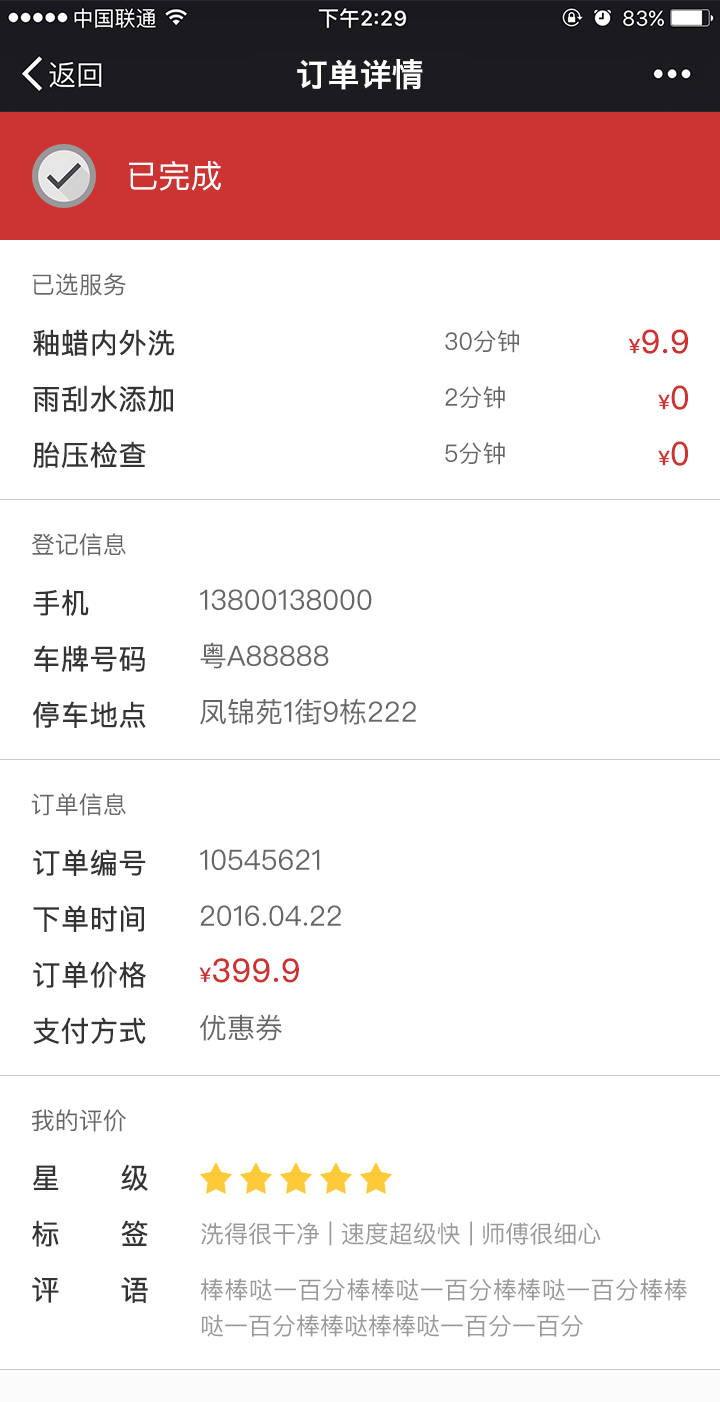 中国联通 下午2:29 83%
返回 订单详情
已完成
已选服务
釉蜡内外洗 30分钟 ¥9.9
雨刮水添加 2分钟 ¥0
胎压检查 5分钟 ¥0
登记信息
手机 13800138000
车牌号码 粤A88888
停车地点 凤锦苑1街9栋222
订单信息
订单编号 10545621
下单时间 2016.04.22
订单价格 ¥399.9
支付方式 优惠券
我的评价
星 级
标 签 洗得很干净 | 速度超级快 | 师傅很细心
评 语 棒棒哒一百分棒棒哒一百分棒棒哒一百分棒棒
哒一百分棒棒哒棒棒哒一百分一百分